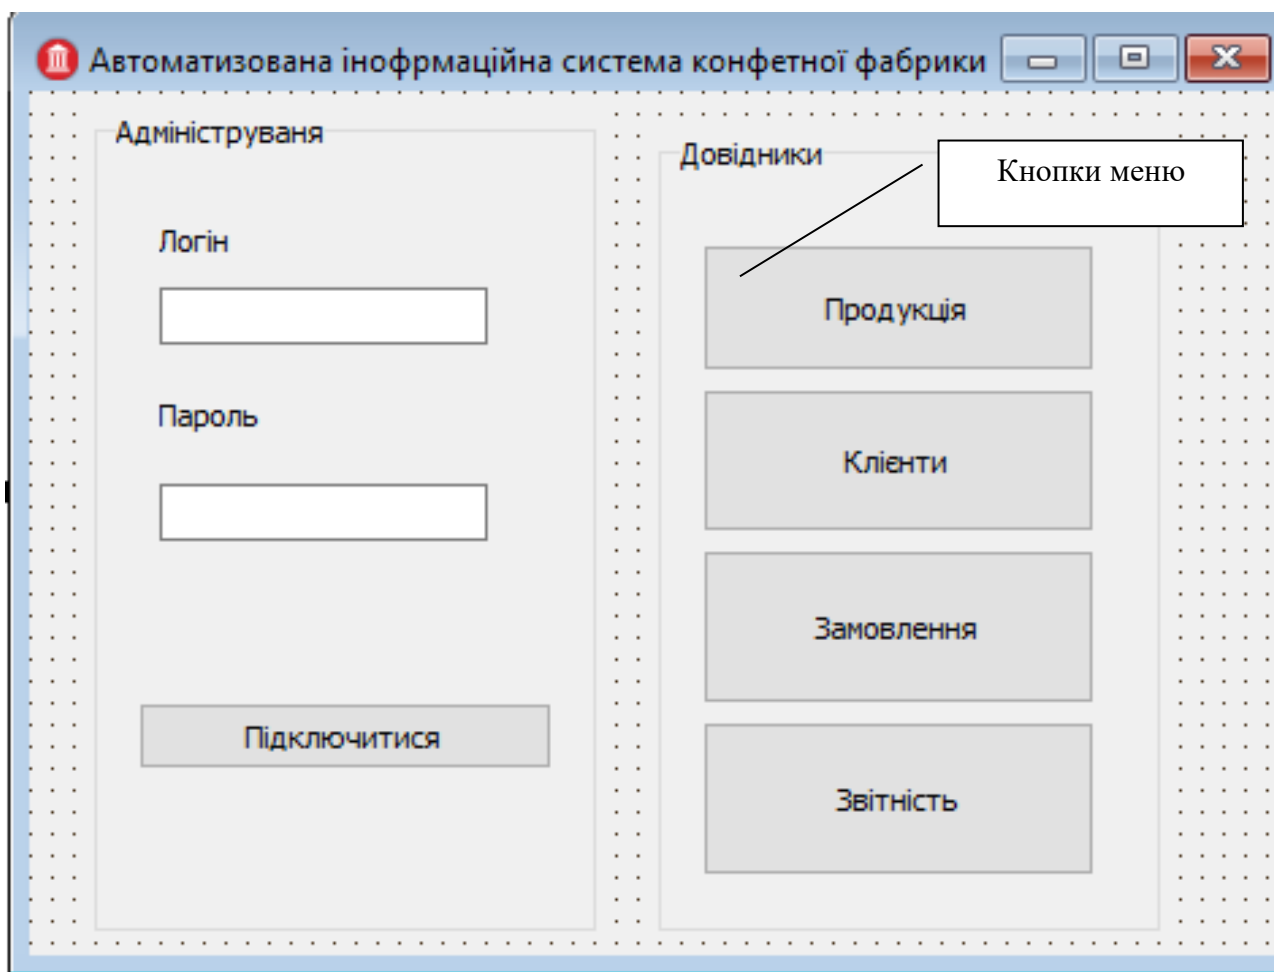 Автоматизована інофрмаційна система конфетної фабрики
Адмініструваня
Логін
Пароль
Підключитися
Довідники
Кнопки меню
Продукція
Клієнти
Замовлення
Звітність